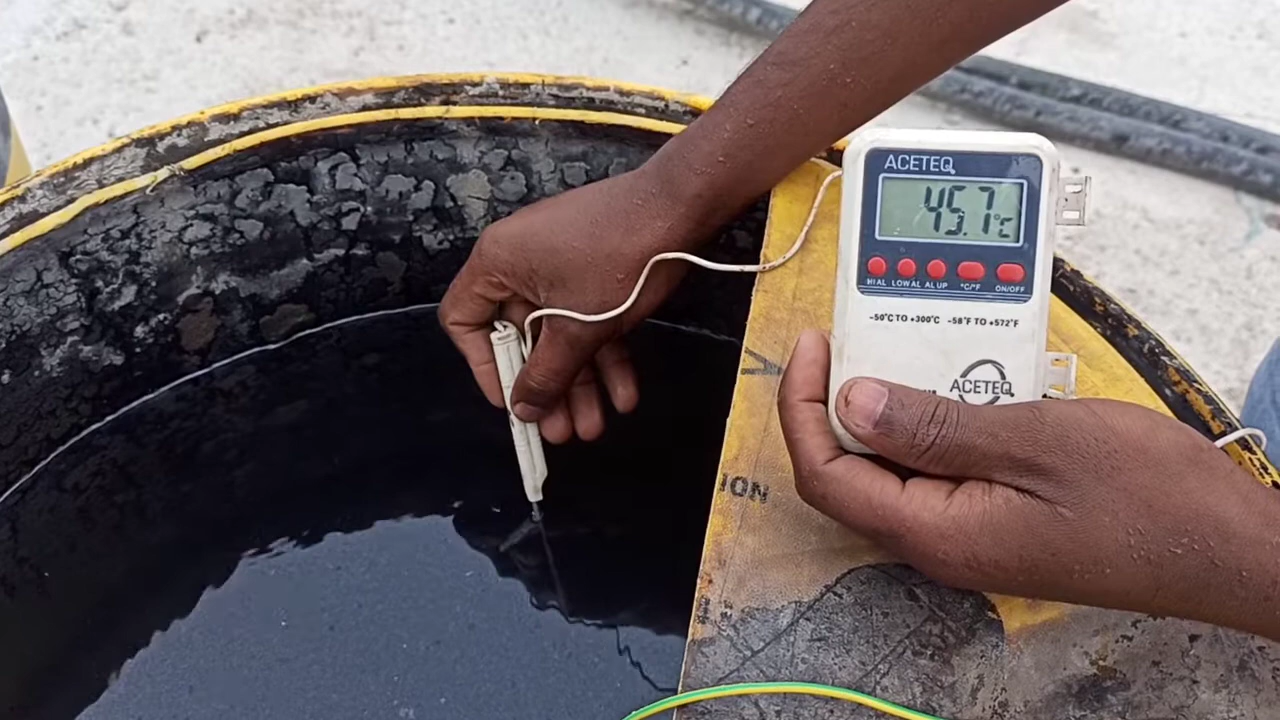 ACETEQ
45.7°C
HI AL LOW AL AL UP °C/°F ON/OFF
-50°C TO +300°C -58°F TO +572°F
ACETEQ
ION